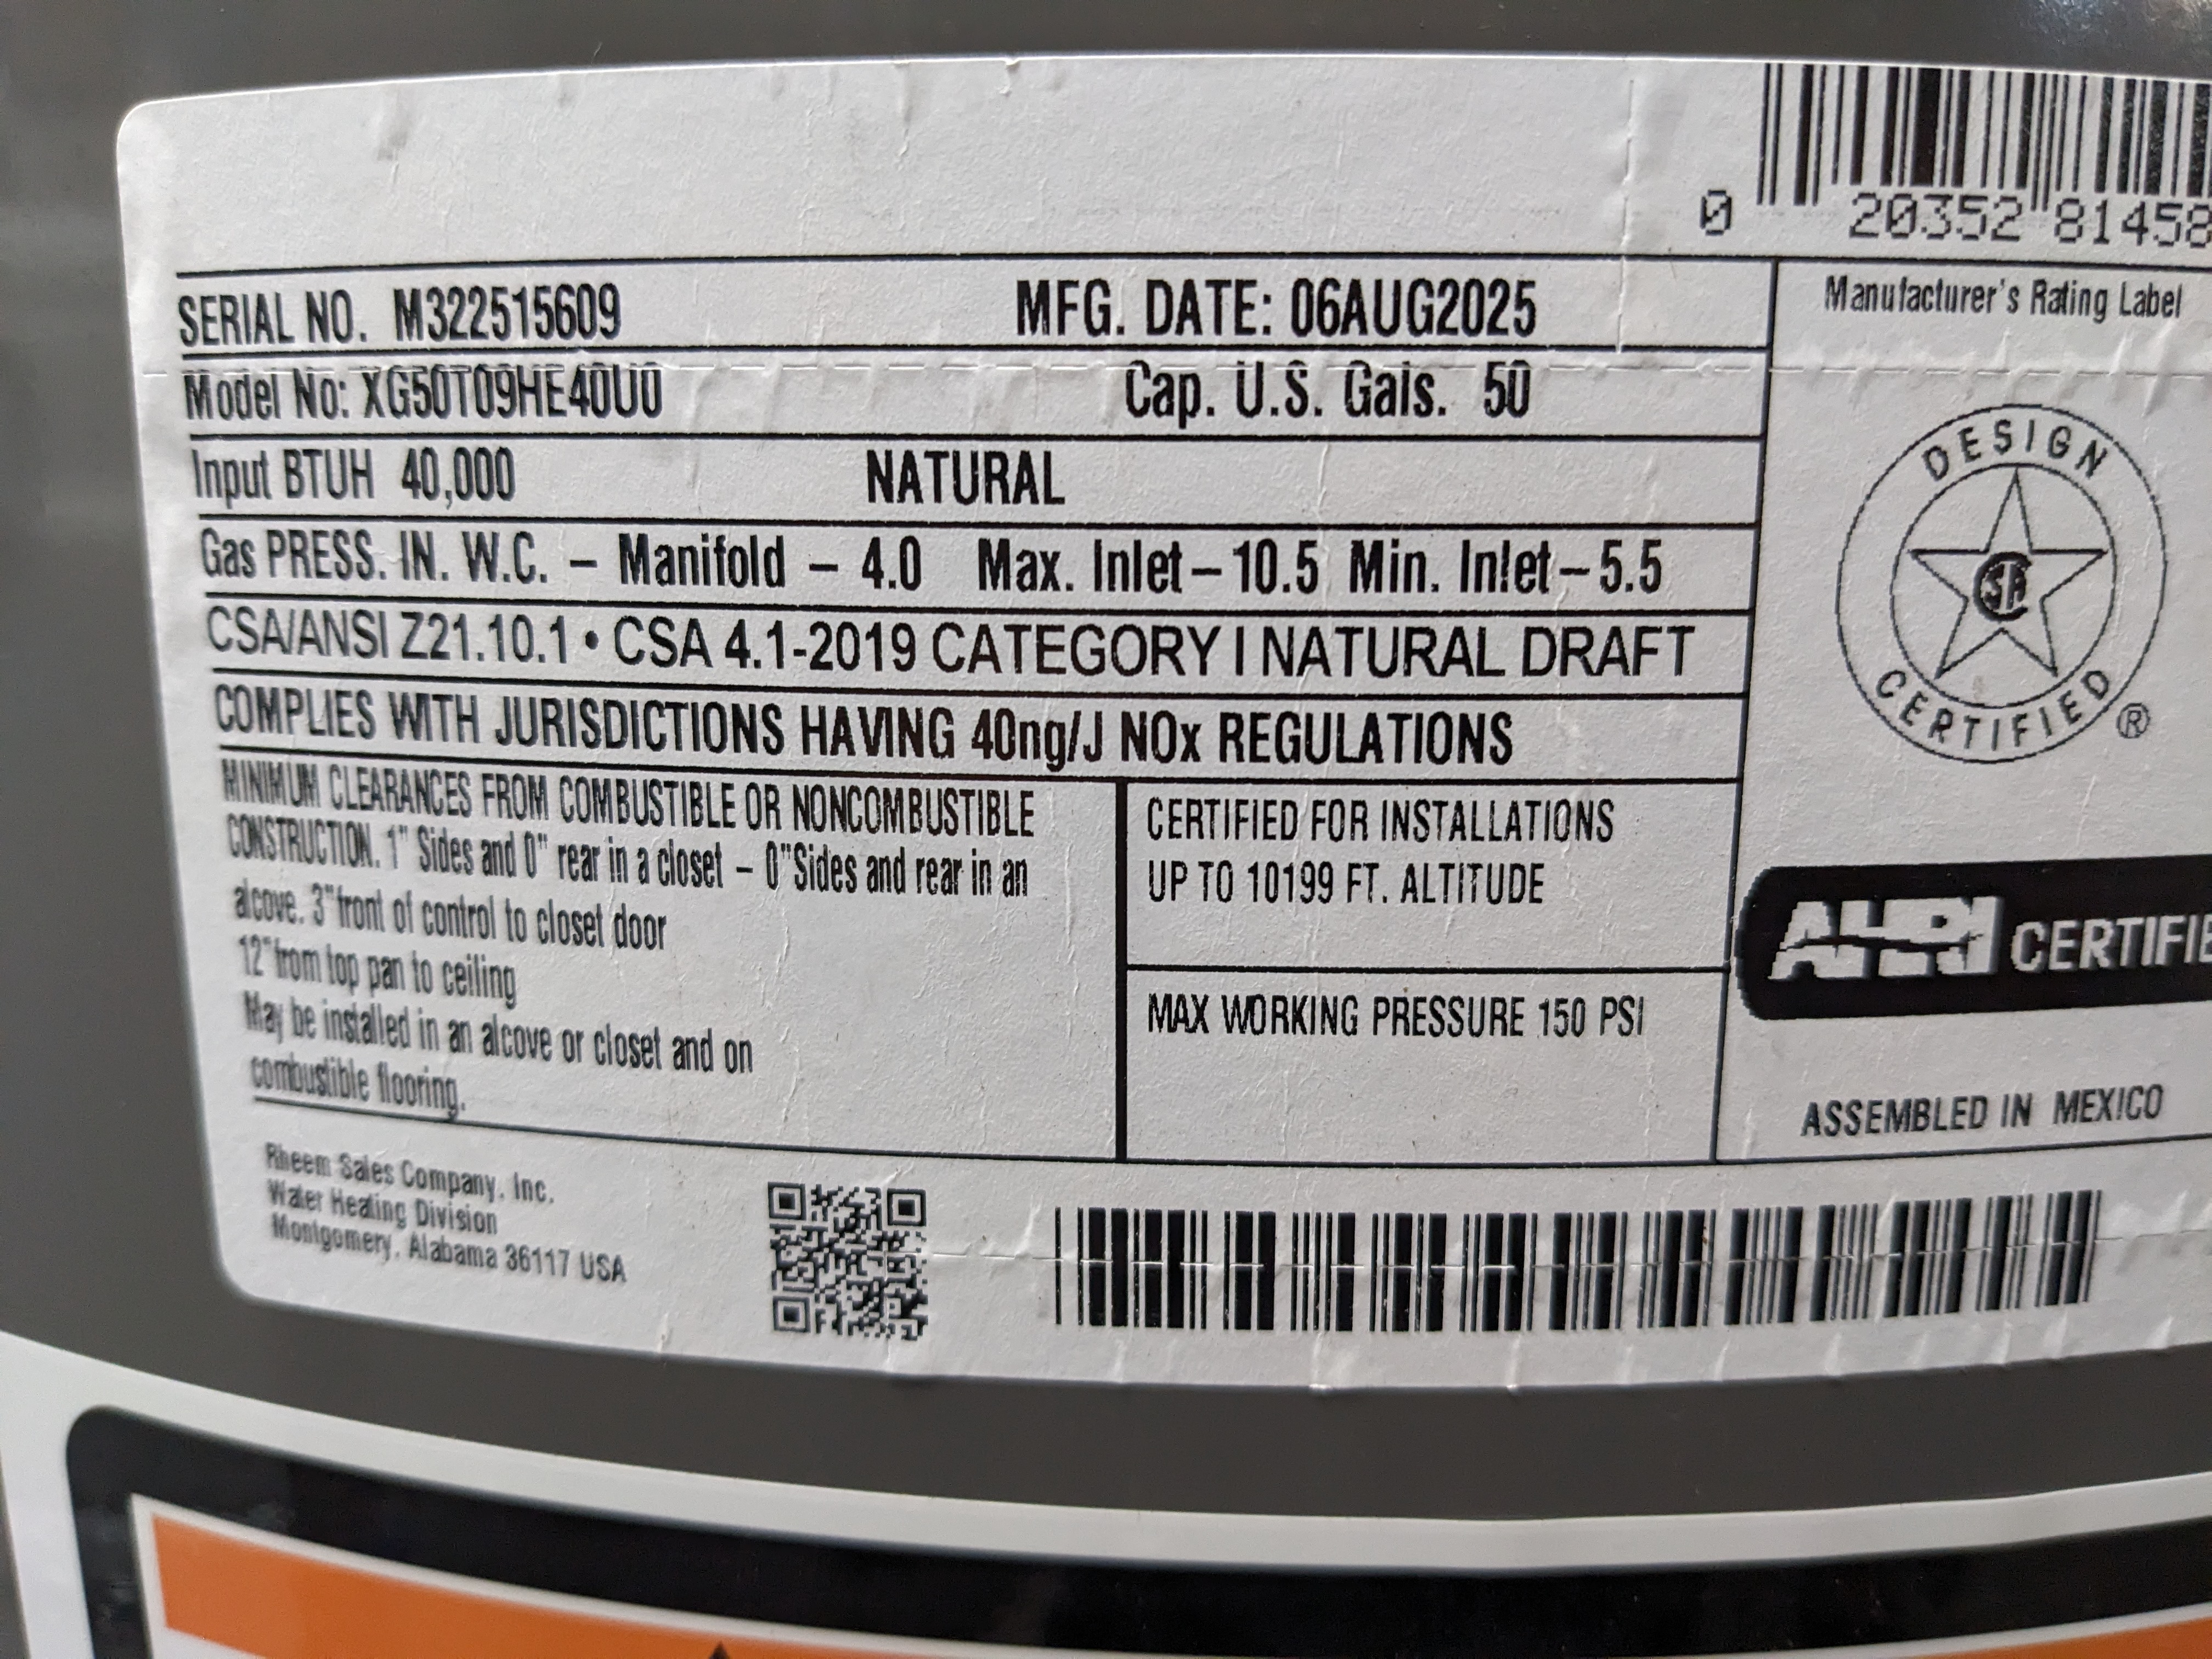 0 20352 81458
SERIAL NO. M322515609 MFG. DATE: 06AUG2025
Manufacturer's Rating Label
Model No: XG50T09HE40U0 Cap. U.S. Gals. 50
Input BTUH 40,000 NATURAL
Gas PRESS. IN. W.C. – Manifold – 4.0 Max. Inlet – 10.5 Min. Inlet – 5.5
CSA/ANSI Z21.10.1 • CSA 4.1-2019 CATEGORY I NATURAL DRAFT
COMPLIES WITH JURISDICTIONS HAVING 40ng/J NOx REGULATIONS
MINIMUM CLEARANCES FROM COMBUSTIBLE OR NONCOMBUSTIBLE
CONSTRUCTION. 1" Sides and 0" rear in a closet – 0"Sides and rear in an
alcove. 3"front of control to closet door
12"from top pan to ceiling
May be installed in an alcove or closet and on
combustible flooring.
CERTIFIED FOR INSTALLATIONS
UP TO 10199 FT. ALTITUDE
MAX WORKING PRESSURE 150 PSI
DESIGN
CSA
CERTIFIED
®
AHRI CERTIFIE
ASSEMBLED IN MEXICO
Rheem Sales Company, Inc.
Water Heating Division
Montgomery, Alabama 36117 USA